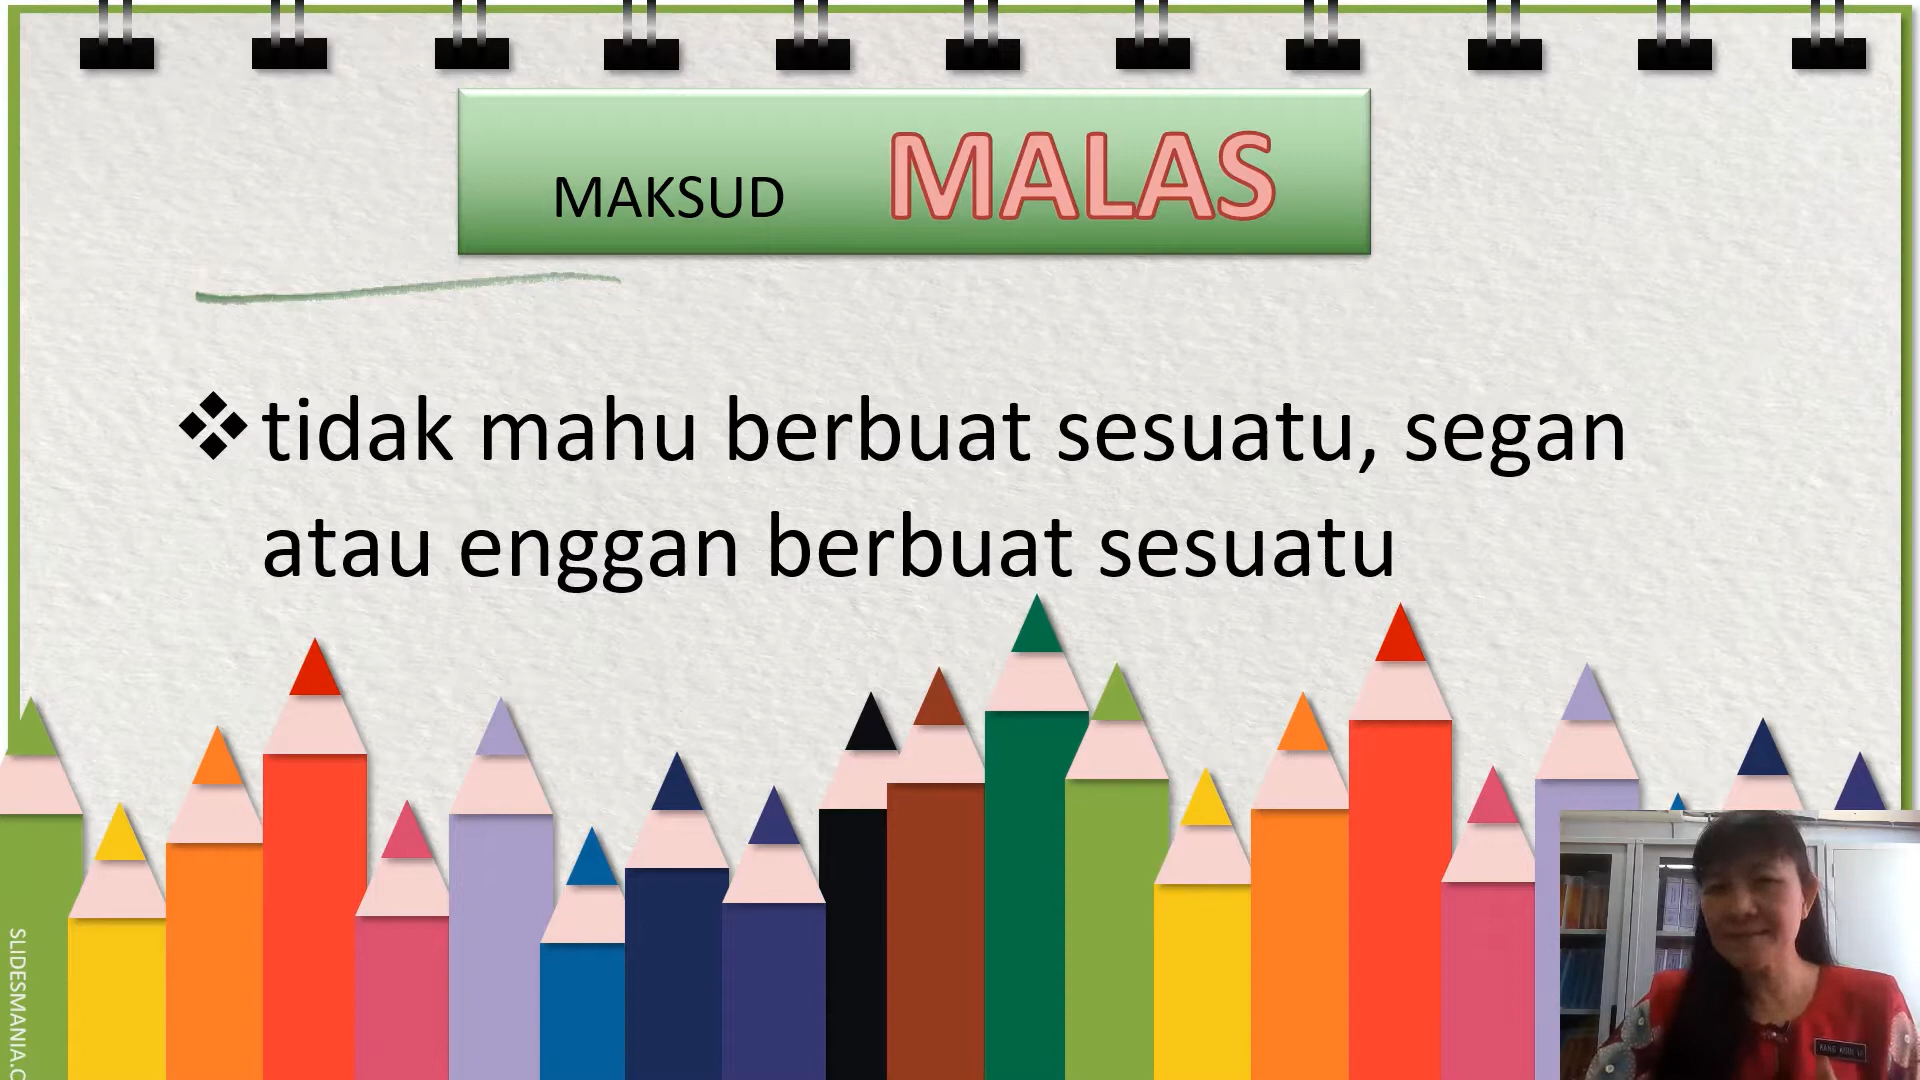 MAKSUD MALAS
❖tidak mahu berbuat sesuatu, segan
atau enggan berbuat sesuatu
SLIDESMANIA.C